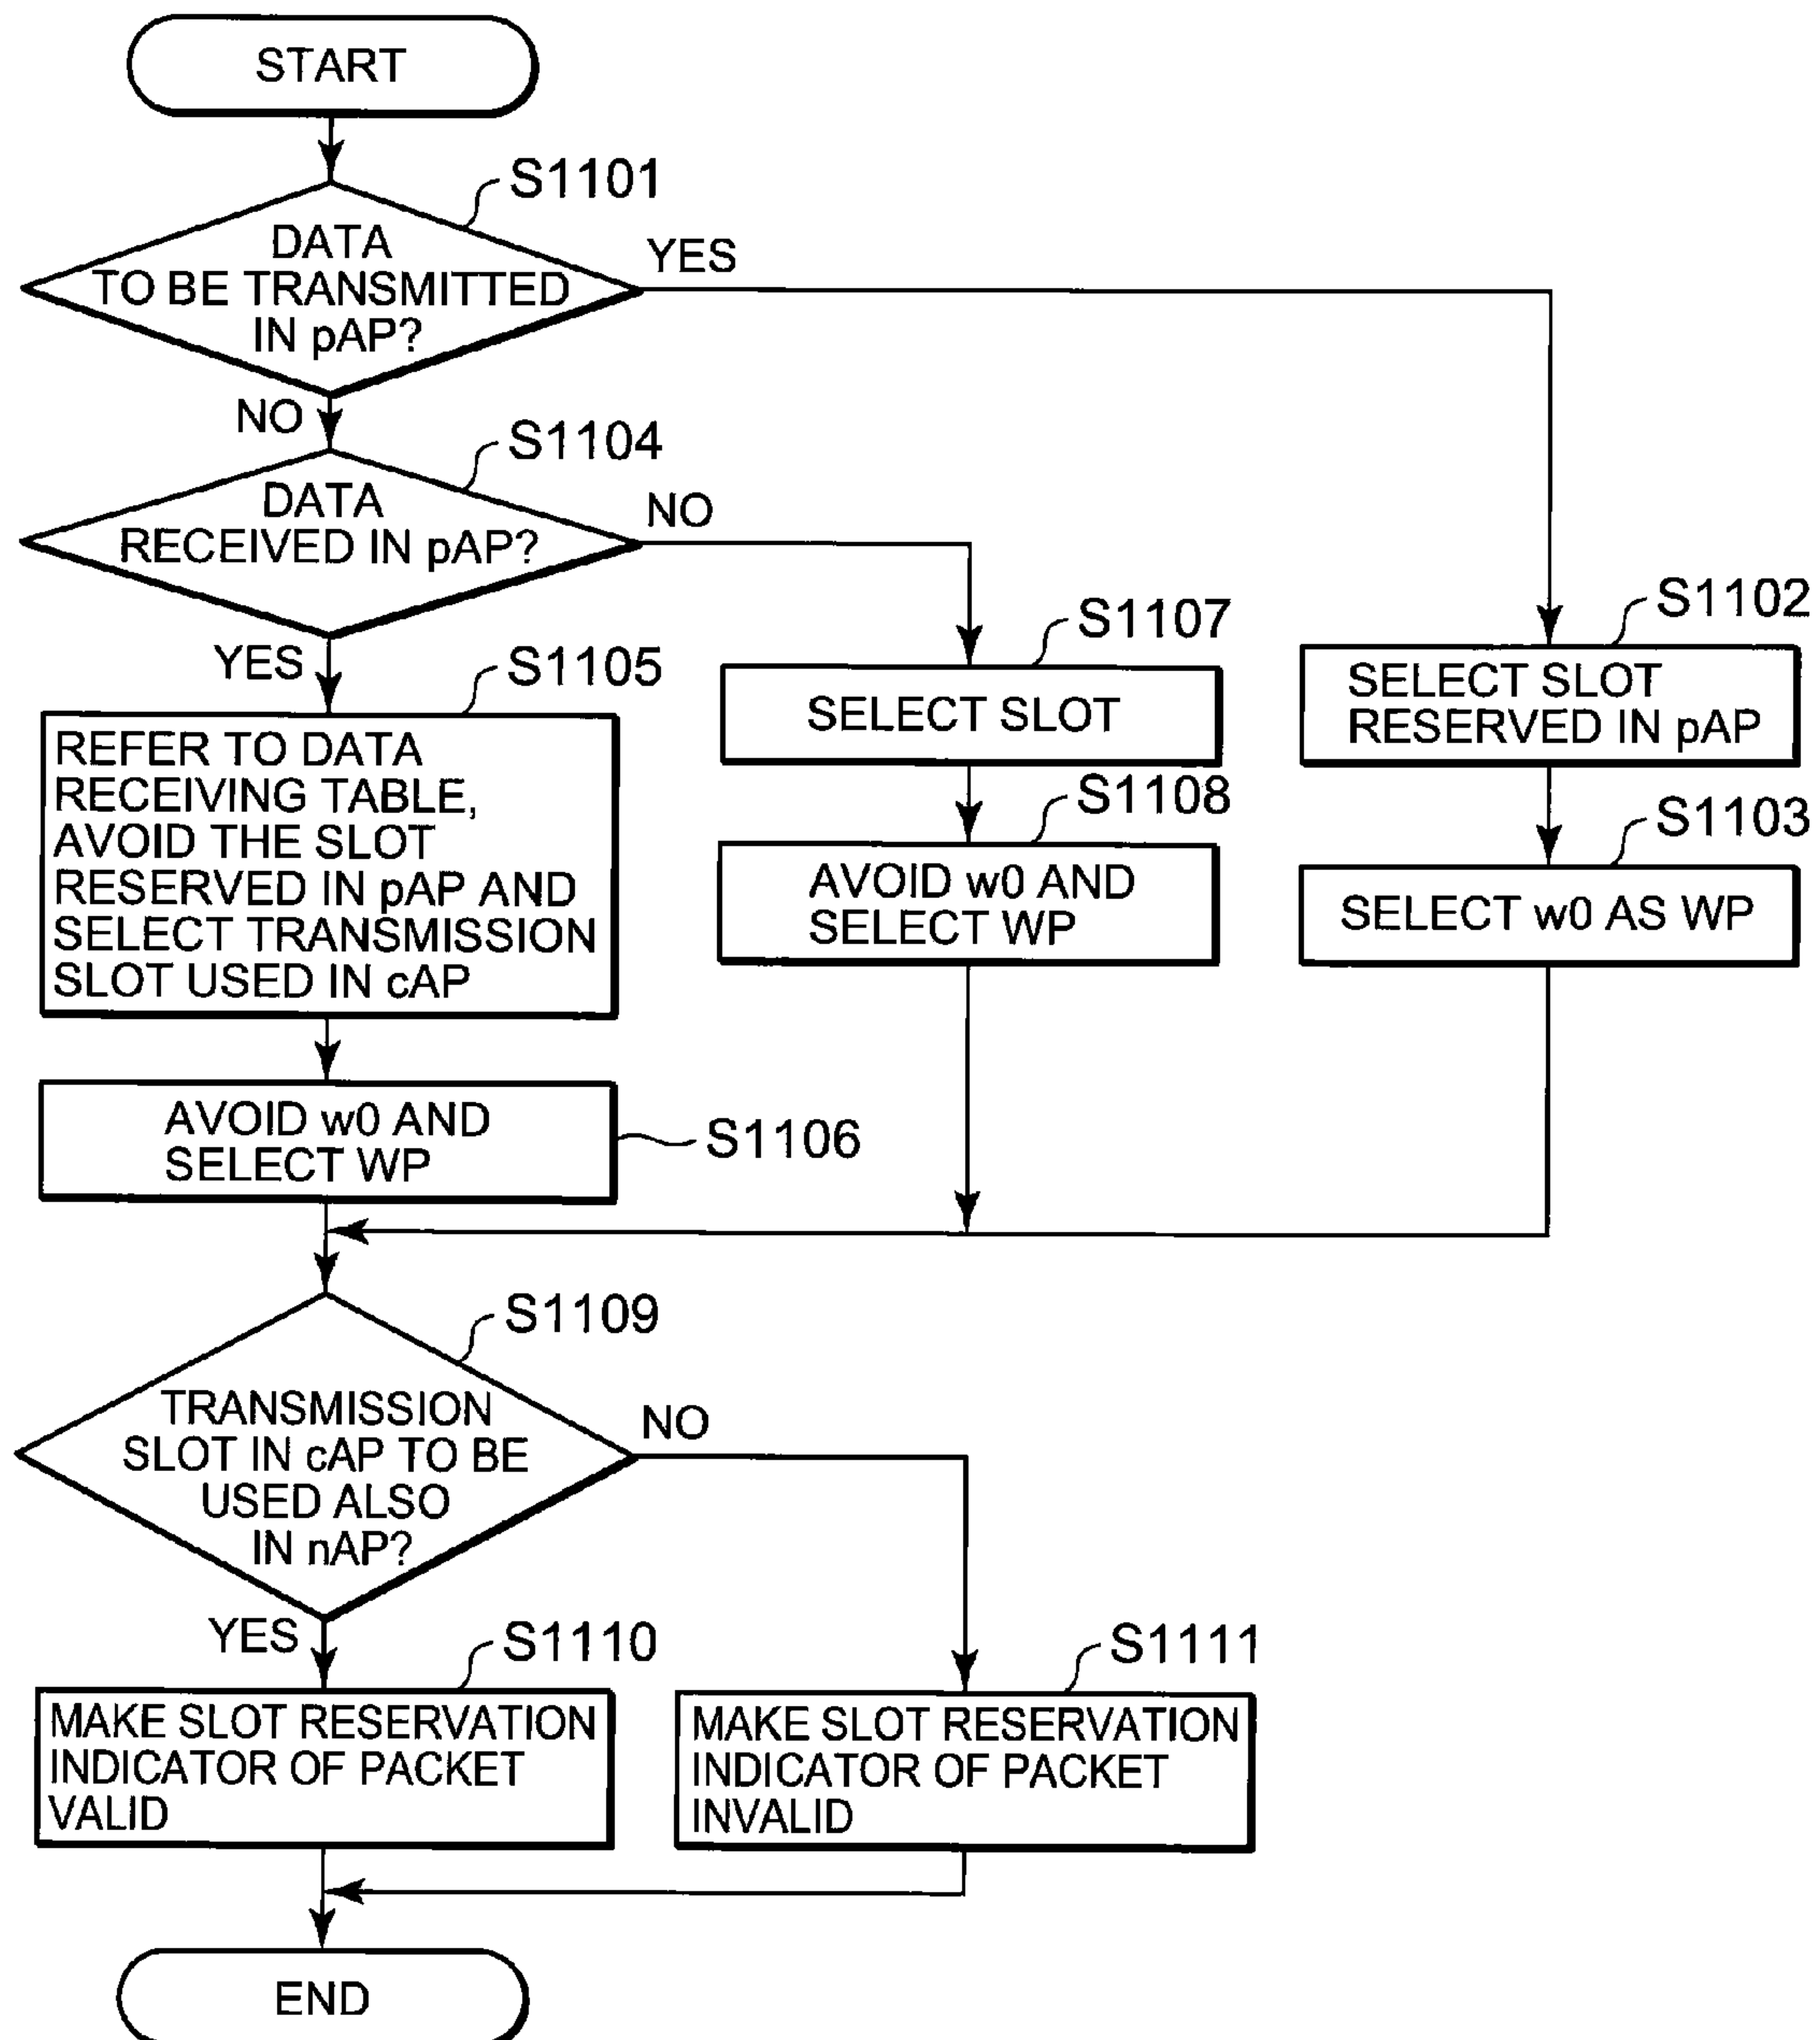 START
S1101
DATA
TO BE TRANSMITTED
IN pAP?
YES
NO
S1104
DATA
RECEIVED IN pAP?
NO
YES
S1105
REFER TO DATA
RECEIVING TABLE,
AVOID THE SLOT
RESERVED IN pAP AND
SELECT TRANSMISSION
SLOT USED IN cAP
S1107
SELECT SLOT
S1108
AVOID w0 AND
SELECT WP
S1102
SELECT SLOT
RESERVED IN pAP
S1103
SELECT w0 AS WP
AVOID w0 AND
SELECT WP
S1106
S1109
TRANSMISSION
SLOT IN cAP TO BE
USED ALSO
IN nAP?
NO
YES
S1110
MAKE SLOT RESERVATION
INDICATOR OF PACKET
VALID
S1111
MAKE SLOT RESERVATION
INDICATOR OF PACKET
INVALID
END